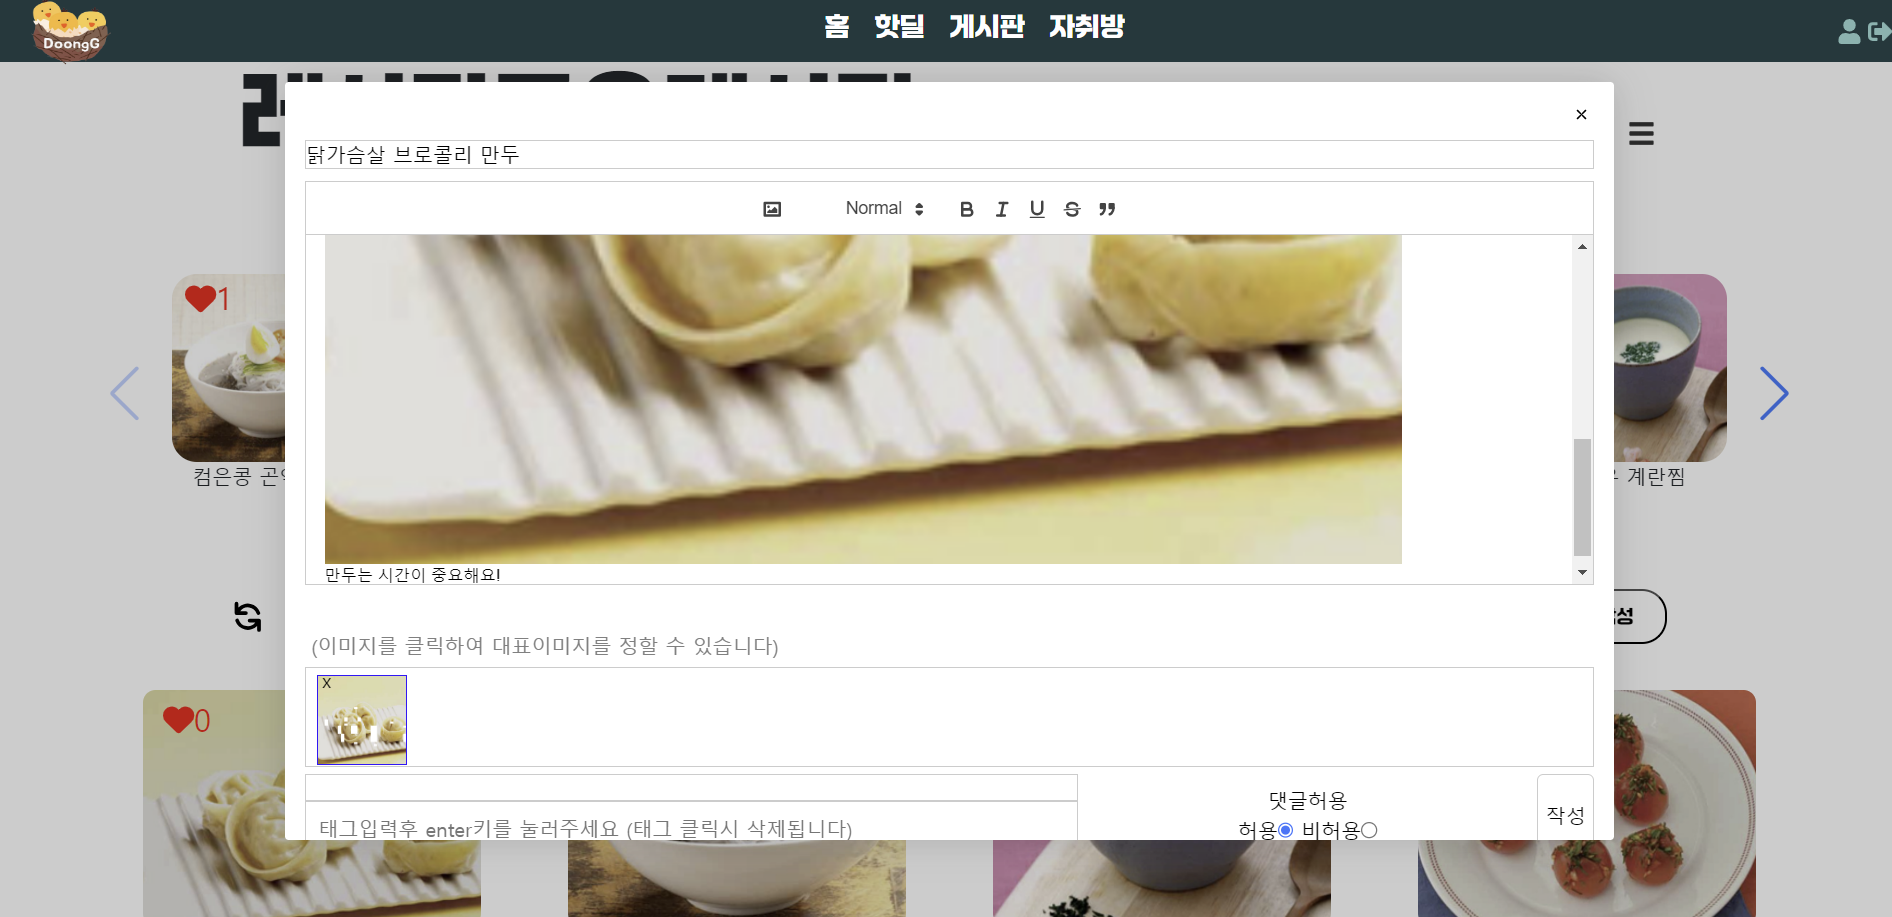 DoongG
홈 핫딜 게시판 자취방
×
닭가슴살 브로콜리 만두
Normal
B I U S
1
컴은콩 곤
계란찜
만두는 시간이 중요해요!
성
(이미지를 클릭하여 대표이미지를 정할 수 있습니다)
X
0
댓글허용
작성
태그입력후 enter키를 눌러주세요 (태그 클릭시 삭제됩니다)
허용 비허용